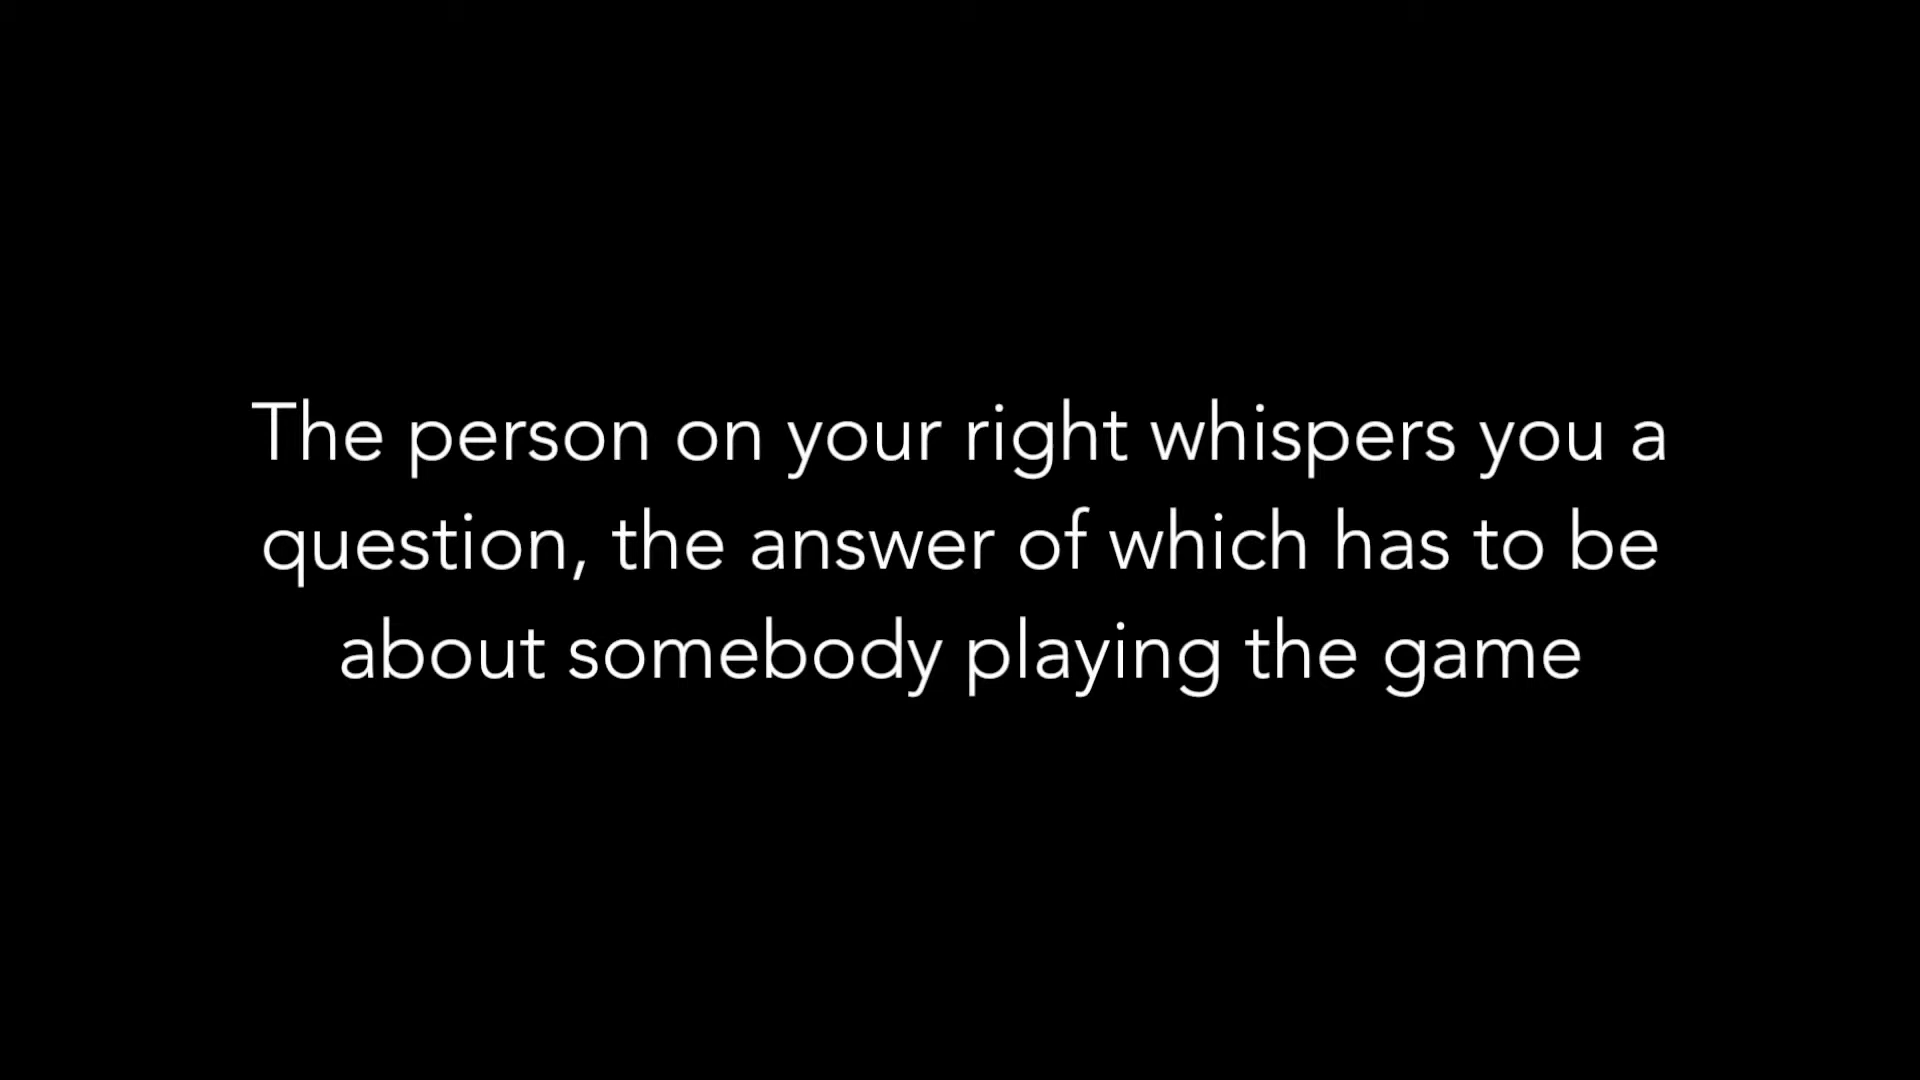 The person on your right whispers you a
question, the answer of which has to be
about somebody playing the game